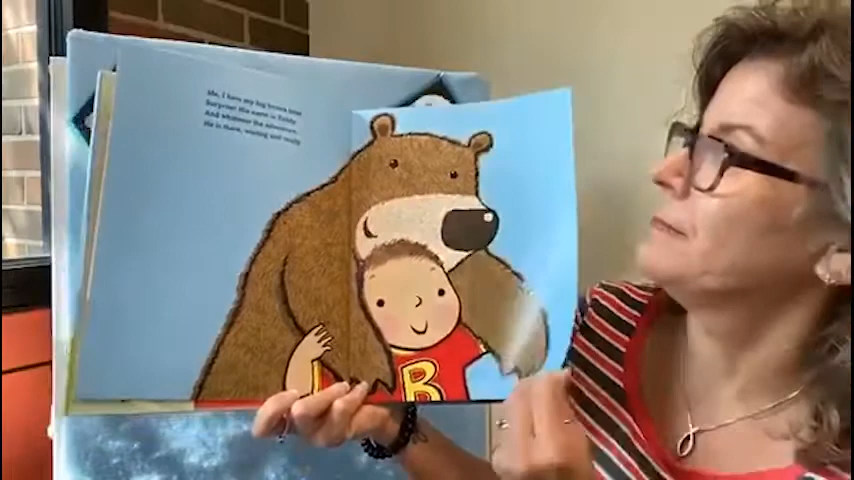 Me, I love my big brown bear
Surprise! His name is Teddy.
And whatever the adventure,
He is there, waiting and ready.
B